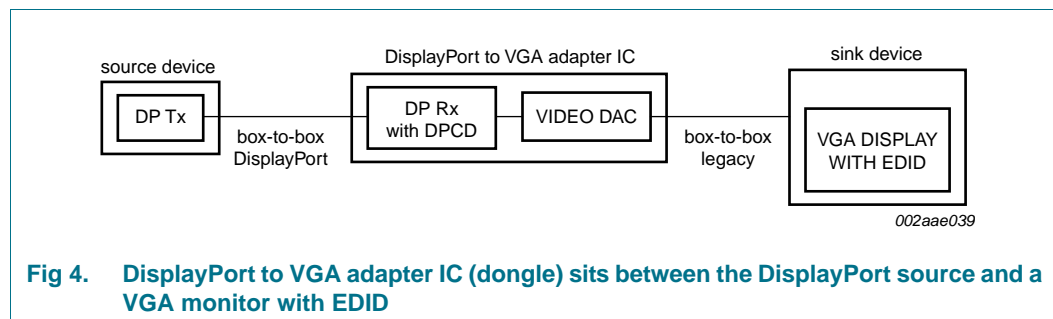 source device
DP Tx
box-to-box
DisplayPort
DisplayPort to VGA adapter IC
DP Rx
with DPCD
VIDEO DAC
box-to-box
legacy
sink device
VGA DISPLAY
WITH EDID
002aae039
Fig 4. DisplayPort to VGA adapter IC (dongle) sits between the DisplayPort source and a
VGA monitor with EDID